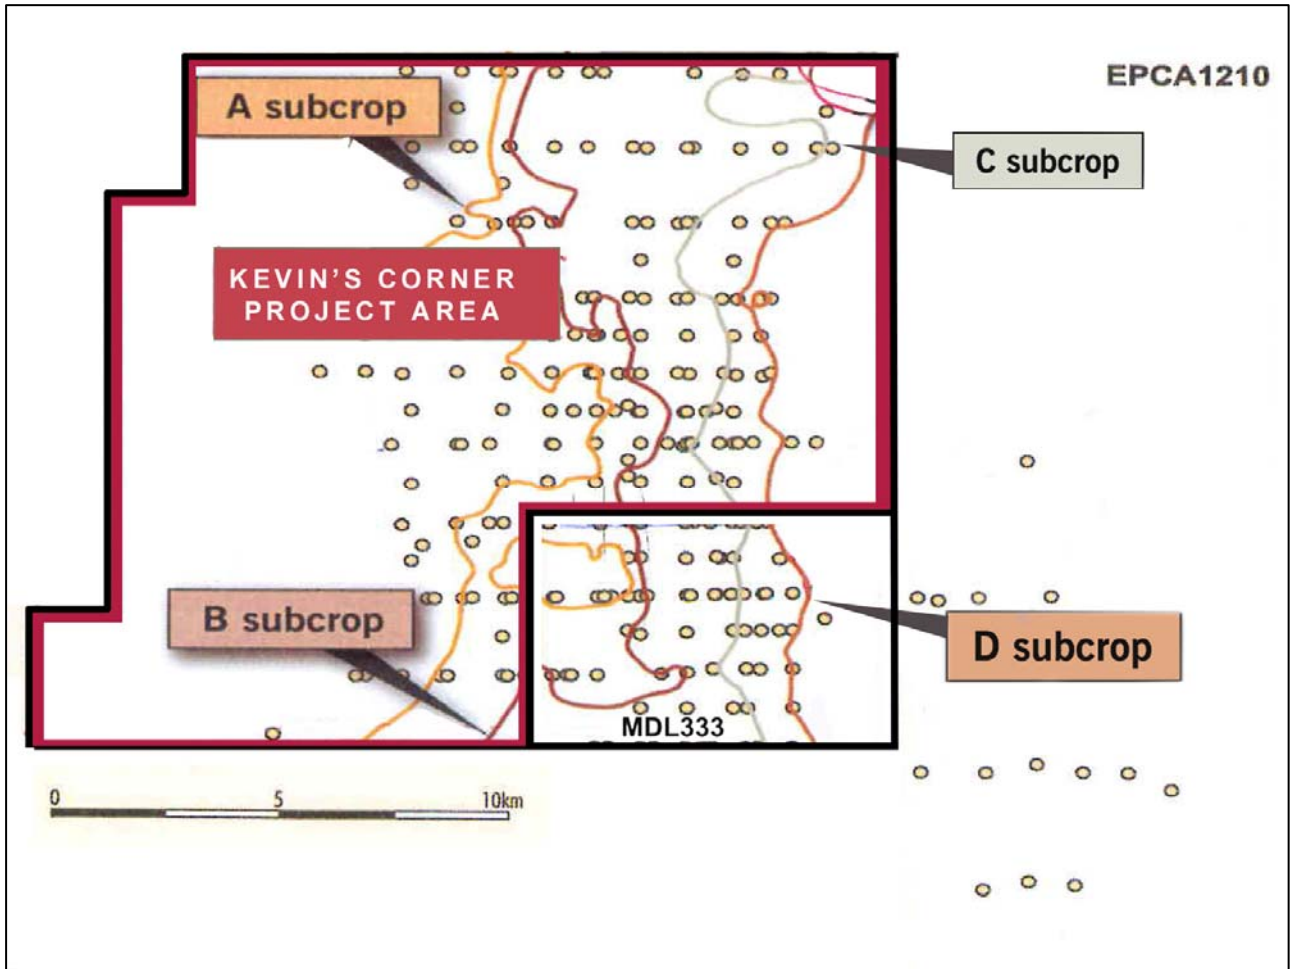 EPCA1210
A subcrop
C subcrop
KEVIN'S CORNER
PROJECT AREA
B subcrop
D subcrop
MDL333
0 5 10km